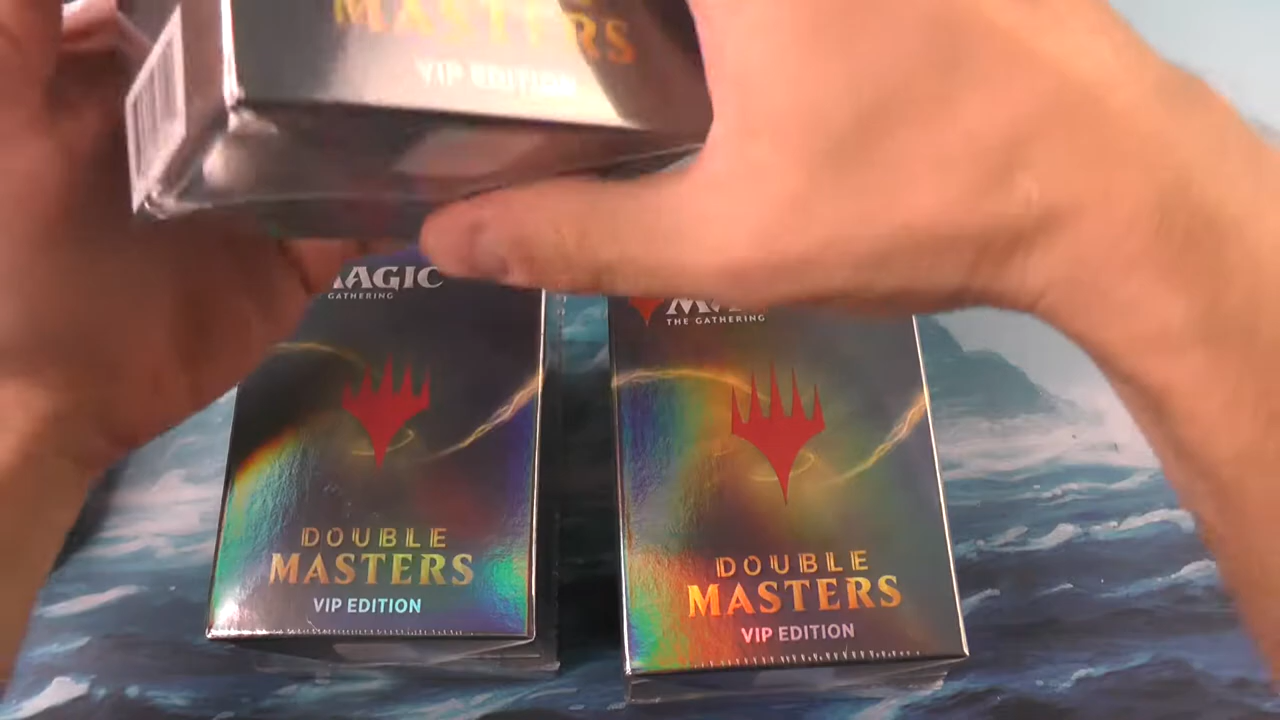 MASTERS
VIP EDITION
MAGIC
GATHERING
DOUBLE
MASTERS
VIP EDITION
THE GATHERING
DOUBLE
MASTERS
VIP EDITION